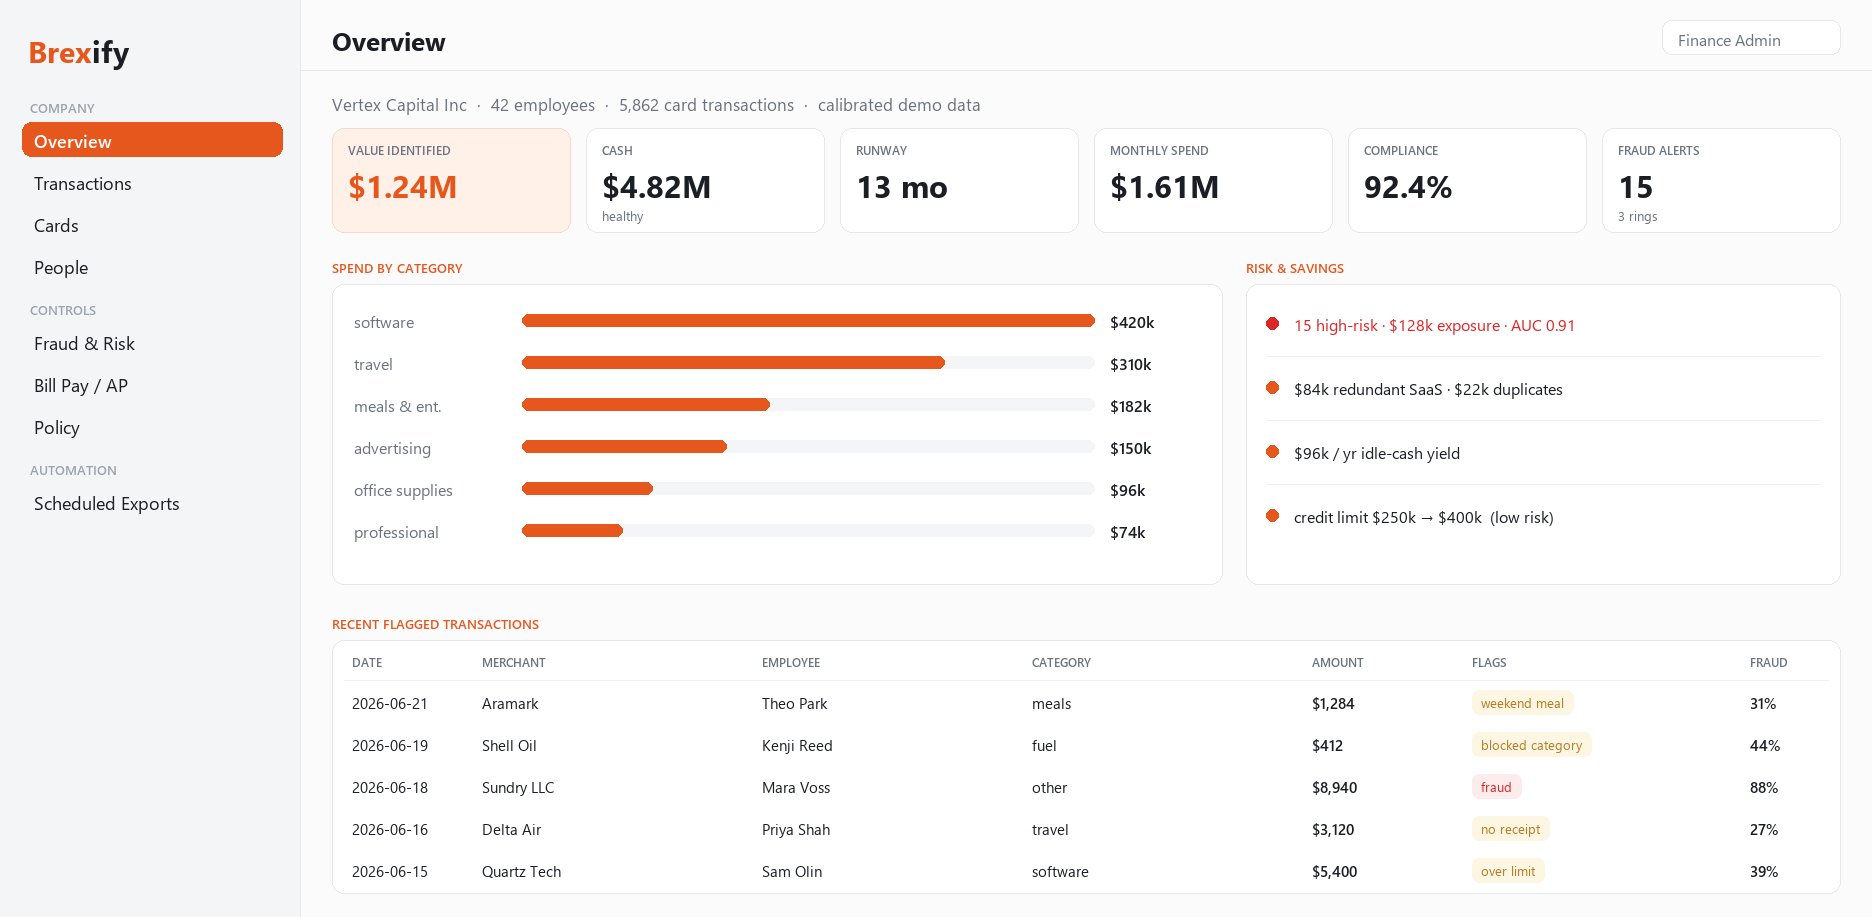 Brexify
COMPANY
Overview
Transactions
Cards
People
CONTROLS
Fraud & Risk
Bill Pay / AP
Policy
AUTOMATION
Scheduled Exports
Overview
Finance Admin
Vertex Capital Inc · 42 employees · 5,862 card transactions · calibrated demo data
VALUE IDENTIFIED
$1.24M
CASH
$4.82M
healthy
RUNWAY
13 mo
MONTHLY SPEND
$1.61M
COMPLIANCE
92.4%
FRAUD ALERTS
15
3 rings
SPEND BY CATEGORY
software $420k
travel $310k
meals & ent. $182k
advertising $150k
office supplies $96k
professional $74k
RISK & SAVINGS
15 high-risk · $128k exposure · AUC 0.91
$84k redundant SaaS · $22k duplicates
$96k / yr idle-cash yield
credit limit $250k → $400k (low risk)
RECENT FLAGGED TRANSACTIONS
DATE MERCHANT EMPLOYEE CATEGORY AMOUNT FLAGS FRAUD
2026-06-21 Aramark Theo Park meals $1,284 weekend meal 31%
2026-06-19 Shell Oil Kenji Reed fuel $412 blocked category 44%
2026-06-18 Sundry LLC Mara Voss other $8,940 fraud 88%
2026-06-16 Delta Air Priya Shah travel $3,120 no receipt 27%
2026-06-15 Quartz Tech Sam Olin software $5,400 over limit 39%